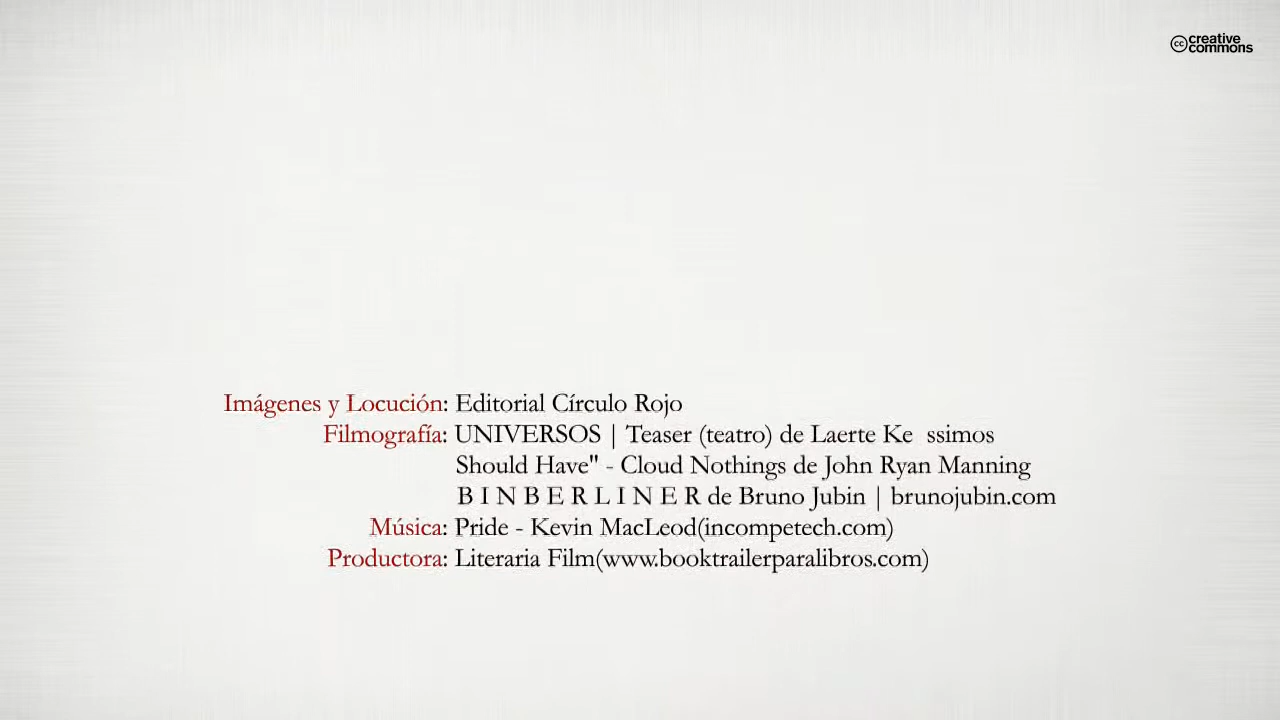 creative
commons
Imágenes y Locución: Editorial Círculo Rojo
Filmografía: UNIVERSOS | Teaser (teatro) de Laerte Ke  ssimos
Should Have" - Cloud Nothings de John Ryan Manning
B I N B E R L I N E R de Bruno Jubin | brunojubin.com
Música: Pride - Kevin MacLeod(incompetech.com)
Productora: Literaria Film(www.booktrailerparalibros.com)